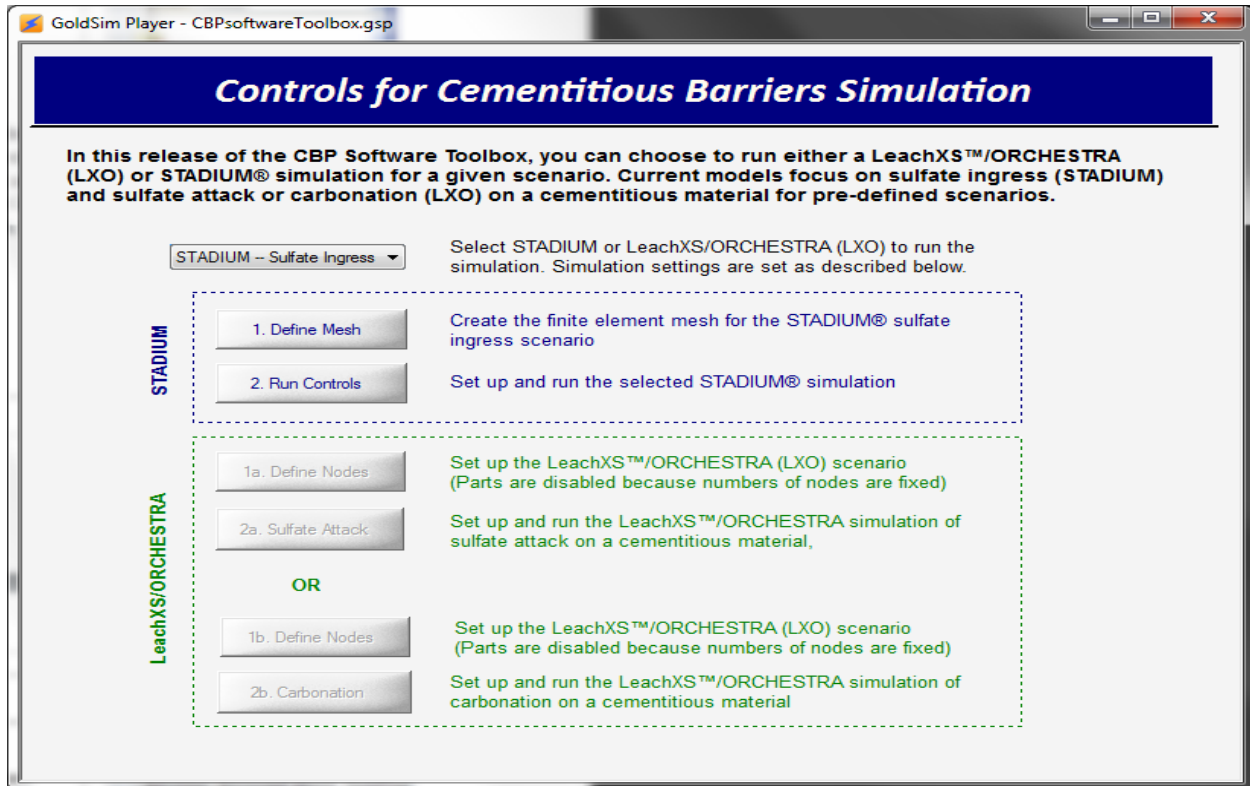 GoldSim Player - CBPsoftwareToolbox.gsp
Controls for Cementitious Barriers Simulation
In this release of the CBP Software Toolbox, you can choose to run either a LeachXS™/ORCHESTRA
(LXO) or STADIUM® simulation for a given scenario. Current models focus on sulfate ingress (STADIUM)
and sulfate attack or carbonation (LXO) on a cementitious material for pre-defined scenarios.
STADIUM -- Sulfate Ingress
Select STADIUM or LeachXS/ORCHESTRA (LXO) to run the
simulation. Simulation settings are set as described below.
STADIUM
1. Define Mesh
Create the finite element mesh for the STADIUM® sulfate
ingress scenario
2. Run Controls
Set up and run the selected STADIUM® simulation
LeachXS/ORCHESTRA
1a. Define Nodes
Set up the LeachXS™/ORCHESTRA (LXO) scenario
(Parts are disabled because numbers of nodes are fixed)
2a. Sulfate Attack
Set up and run the LeachXS™/ORCHESTRA simulation of
sulfate attack on a cementitious material,
OR
1b. Define Nodes
Set up the LeachXS™/ORCHESTRA (LXO) scenario
(Parts are disabled because numbers of nodes are fixed)
2b. Carbonation
Set up and run the LeachXS™/ORCHESTRA simulation of
carbonation on a cementitious material